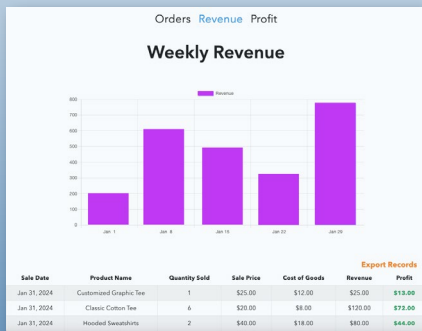 Orders Revenue Profit
Weekly Revenue
Revenue
800
700
600
500
400
300
200
100
0
Jan 1 Jan 8 Jan 15 Jan 22 Jan 29
Export Records
Sale Date Product Name Quantity Sold Sale Price Cost of Goods Revenue Profit
Jan 31, 2024 Customized Graphic Tee 1 $25.00 $12.00 $25.00 $13.00
Jan 31, 2024 Classic Cotton Tee 6 $20.00 $8.00 $120.00 $72.00
Jan 31, 2024 Hooded Sweatshirts 2 $40.00 $18.00 $80.00 $44.00